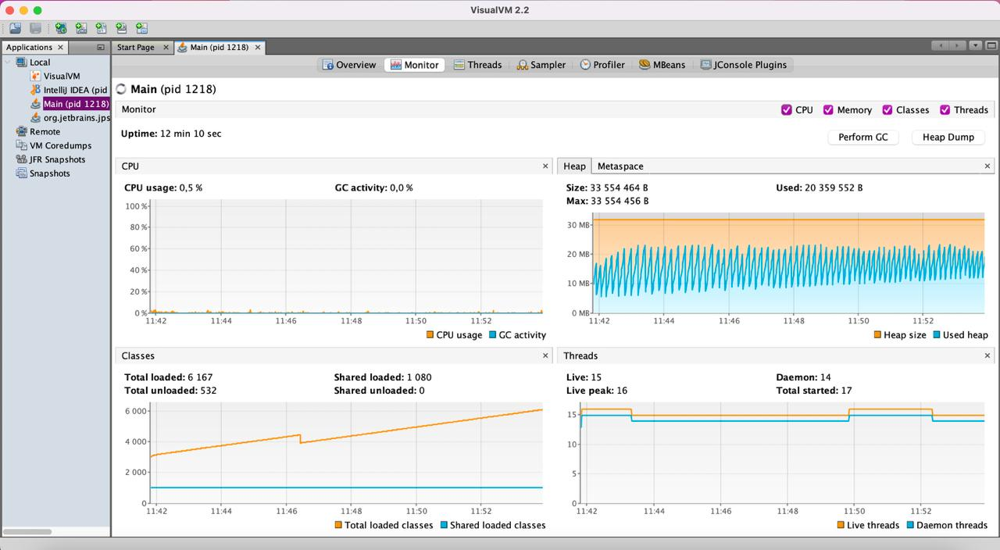 VisualVM 2.2
Applications
Start Page
Main (pid 1218)
Local
VisualVM
IntelliJ IDEA (pid
Main (pid 1218)
org.jetbrains.jps
Remote
VM Coredumps
JFR Snapshots
Snapshots
Overview Monitor Threads Sampler Profiler MBeans JConsole Plugins
Main (pid 1218)
Monitor
CPU Memory Classes Threads
Uptime: 12 min 10 sec
Perform GC Heap Dump
CPU
CPU usage: 0,5 % GC activity: 0,0 %
100 %
80 %
60 %
40 %
20 %
0 %
11:42 11:44 11:46 11:48 11:50 11:52
CPU usage GC activity
Heap Metaspace
Size: 33 554 464 B Used: 20 359 552 B
Max: 33 554 456 B
30 MB
20 MB
10 MB
0 MB
11:42 11:44 11:46 11:48 11:50 11:52
Heap size Used heap
Classes
Total loaded: 6 167 Shared loaded: 1 080
Total unloaded: 532 Shared unloaded: 0
6 000
4 000
2 000
0
11:42 11:44 11:46 11:48 11:50 11:52
Total loaded classes Shared loaded classes
Threads
Live: 15 Daemon: 14
Live peak: 16 Total started: 17
15
10
5
0
11:42 11:44 11:46 11:48 11:50 11:52
Live threads Daemon threads